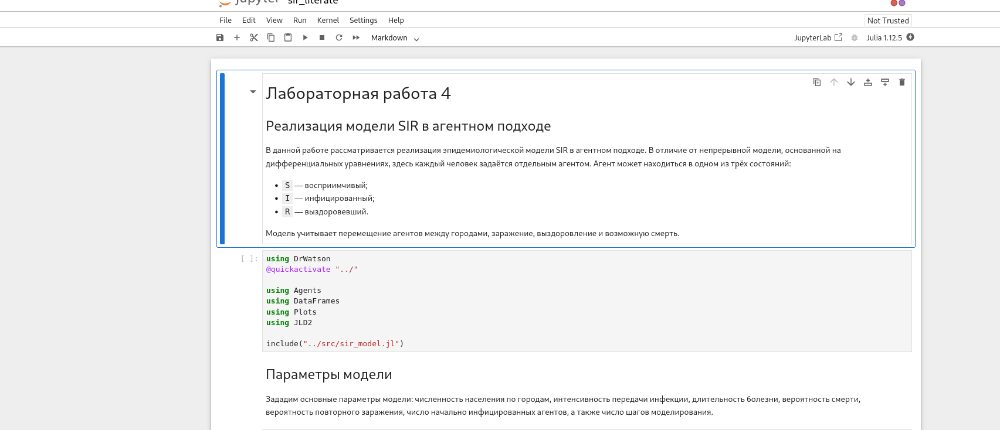 jupyter sir_literate
File Edit View Run Kernel Settings Help
Not Trusted
Markdown
JupyterLab
Julia 1.12.5
Лабораторная работа 4
Реализация модели SIR в агентном подходе
В данной работе рассматривается реализация эпидемиологической модели SIR в агентном подходе. В отличие от непрерывной модели, основанной на
дифференциальных уравнениях, здесь каждый человек задаётся отдельным агентом. Агент может находиться в одном из трёх состояний:
• S — восприимчивый;
• I — инфицированный;
• R — выздоровевший.
Модель учитывает перемещение агентов между городами, заражение, выздоровление и возможную смерть.
[ ]:
using DrWatson
@quickactivate "../"
using Agents
using DataFrames
using Plots
using JLD2
include("../src/sir_model.jl")
Параметры модели
Зададим основные параметры модели: численность населения по городам, интенсивность передачи инфекции, длительность болезни, вероятность смерти,
вероятность повторного заражения, число начально инфицированных агентов, а также число шагов моделирования.